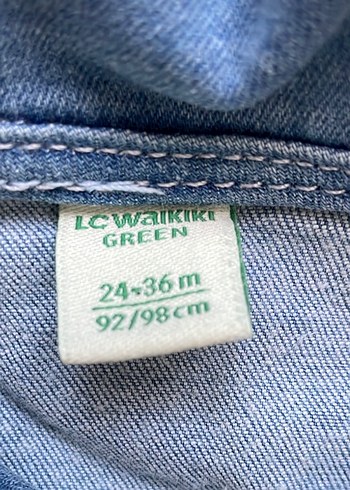 LC Waikiki
GREEN
24-36 m
92/98 cm